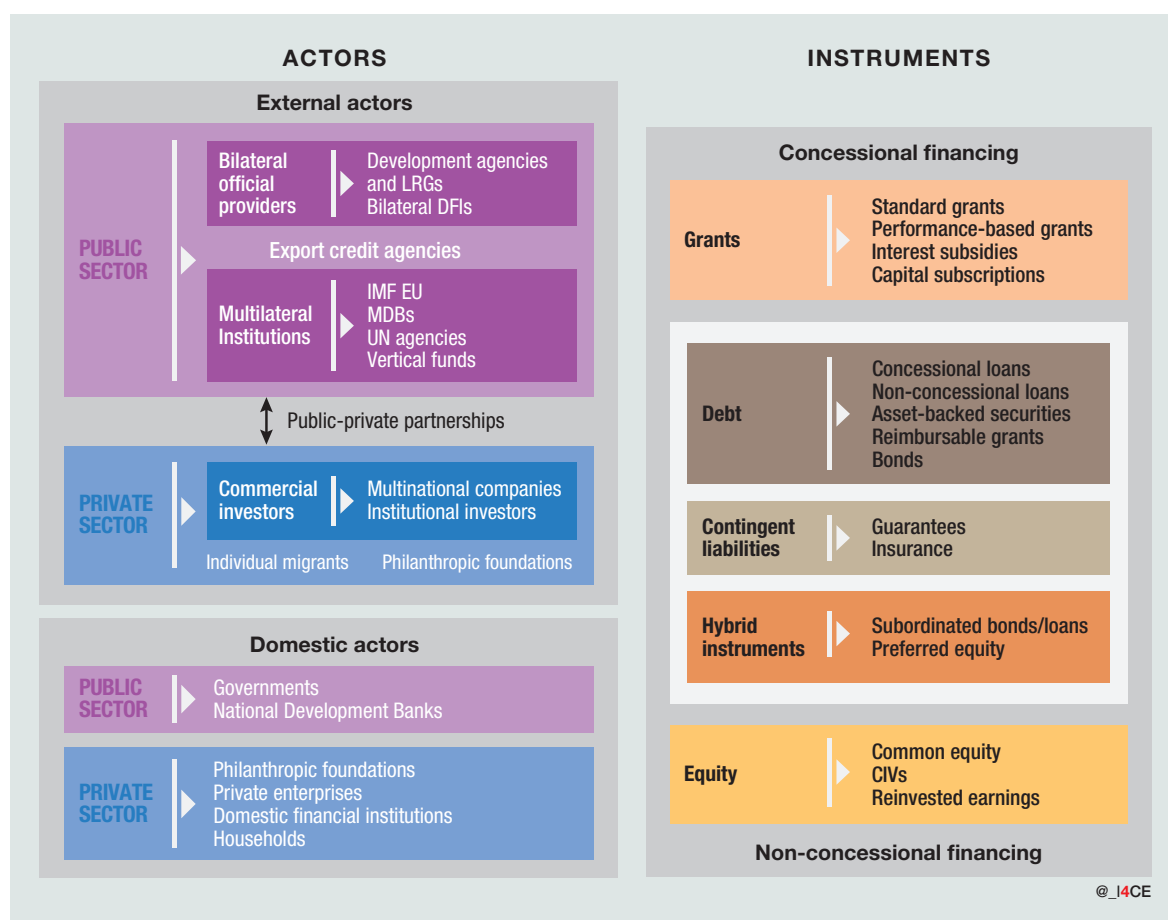 ACTORS
External actors
PUBLIC
SECTOR
Bilateral
official
providers
Development agencies
and LRGs
Bilateral DFIs
Export credit agencies
Multilateral
Institutions
IMF EU
MDBs
UN agencies
Vertical funds
Public-private partnerships
PRIVATE
SECTOR
Commercial
investors
Multinational companies
Institutional investors
Individual migrants
Philanthropic foundations
Domestic actors
PUBLIC
SECTOR
Governments
National Development Banks
PRIVATE
SECTOR
Philanthropic foundations
Private enterprises
Domestic financial institutions
Households
INSTRUMENTS
Concessional financing
Grants
Standard grants
Performance-based grants
Interest subsidies
Capital subscriptions
Debt
Concessional loans
Non-concessional loans
Asset-backed securities
Reimbursable grants
Bonds
Contingent
liabilities
Guarantees
Insurance
Hybrid
instruments
Subordinated bonds/loans
Preferred equity
Equity
Common equity
CIVs
Reinvested earnings
Non-concessional financing
@_I4CE